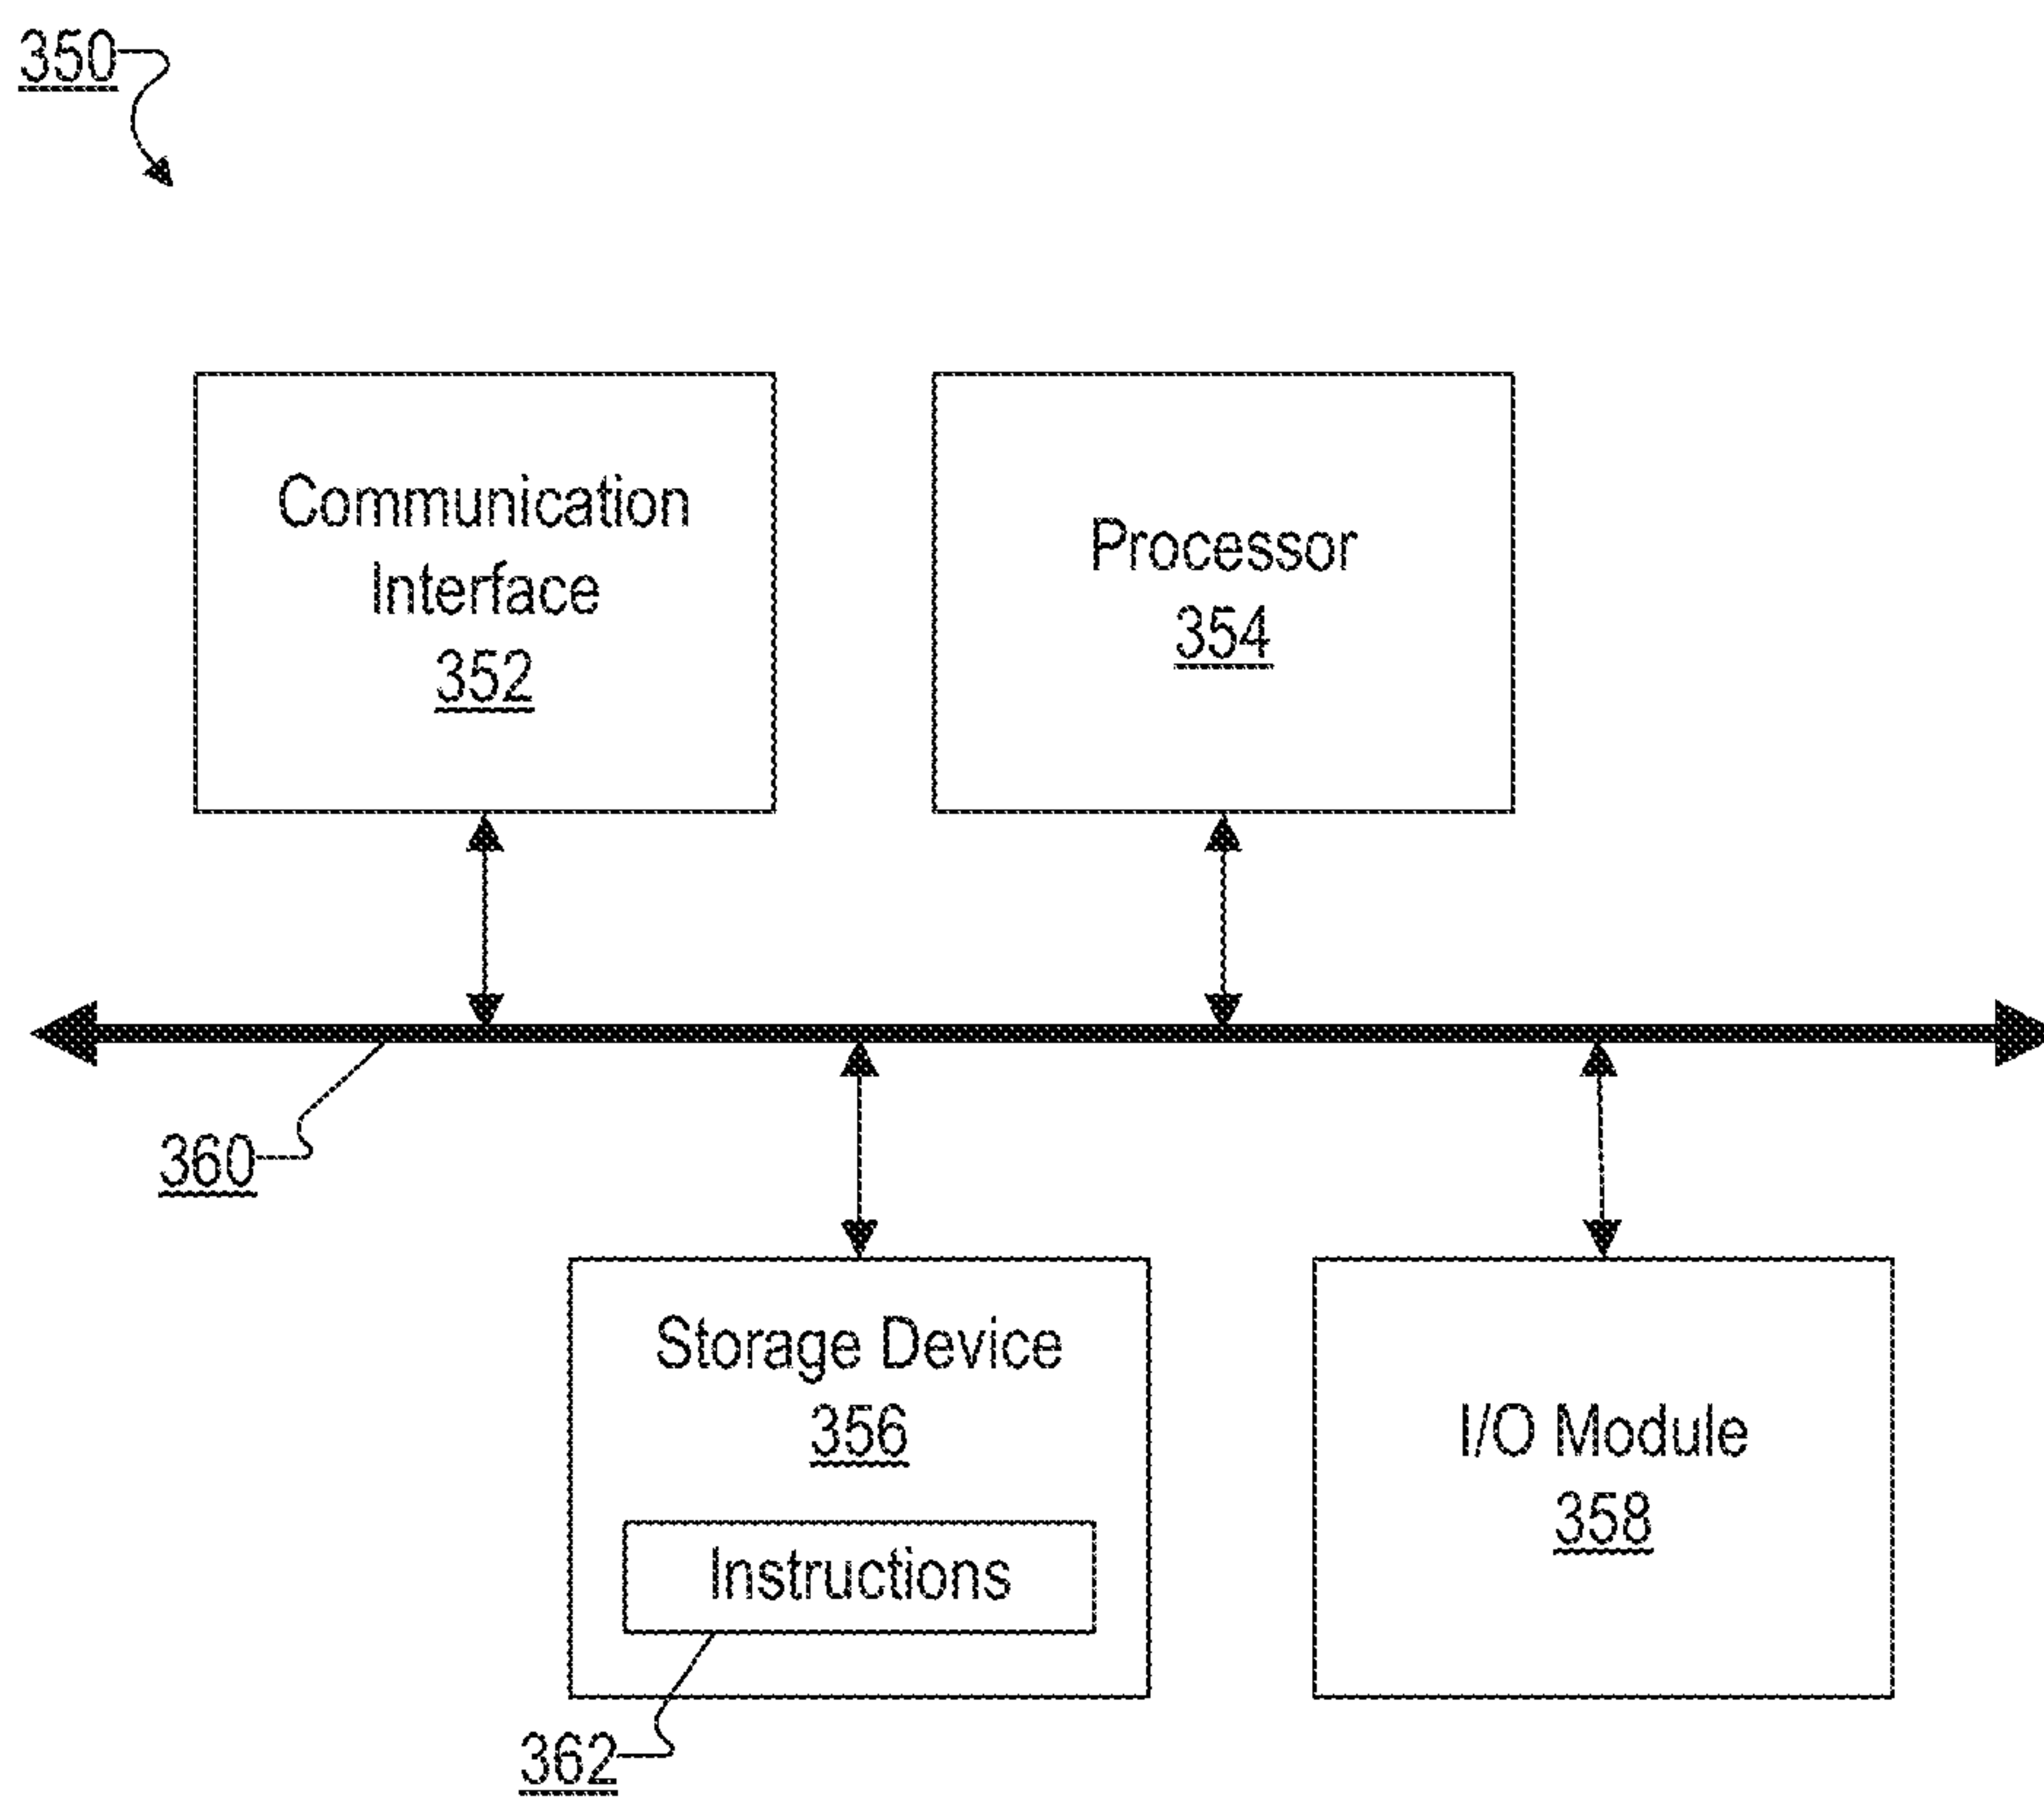 350
Communication
Interface
352
Processor
354
360
Storage Device
356
Instructions
362
I/O Module
358